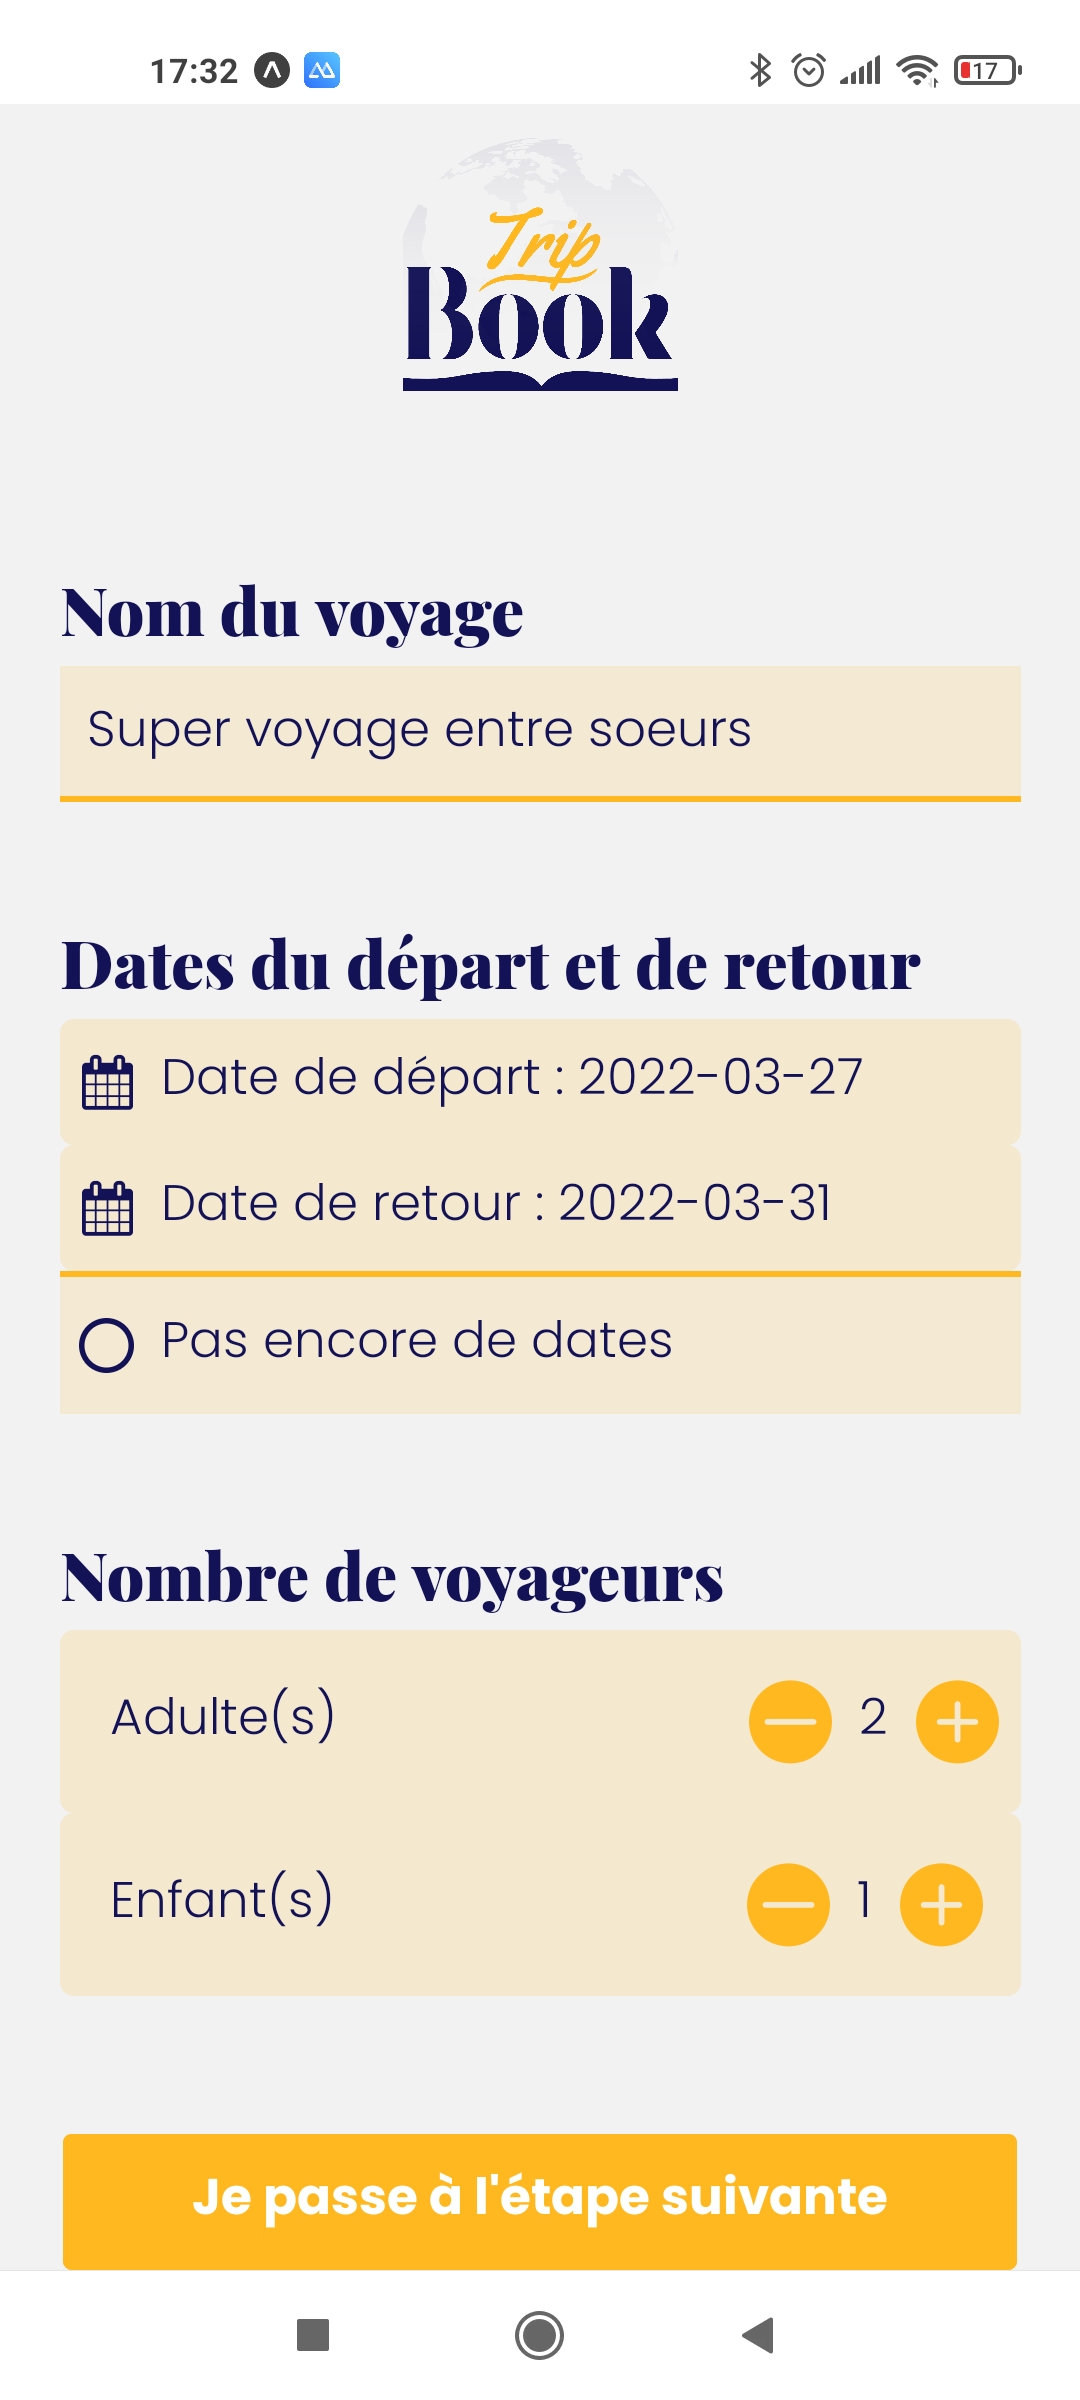 17:32
17
Trip
Book
Nom du voyage
Super voyage entre soeurs
Dates du départ et de retour
Date de départ : 2022-03-27
Date de retour : 2022-03-31
Pas encore de dates
Nombre de voyageurs
Adulte(s) 2
Enfant(s) 1
Je passe à l'étape suivante